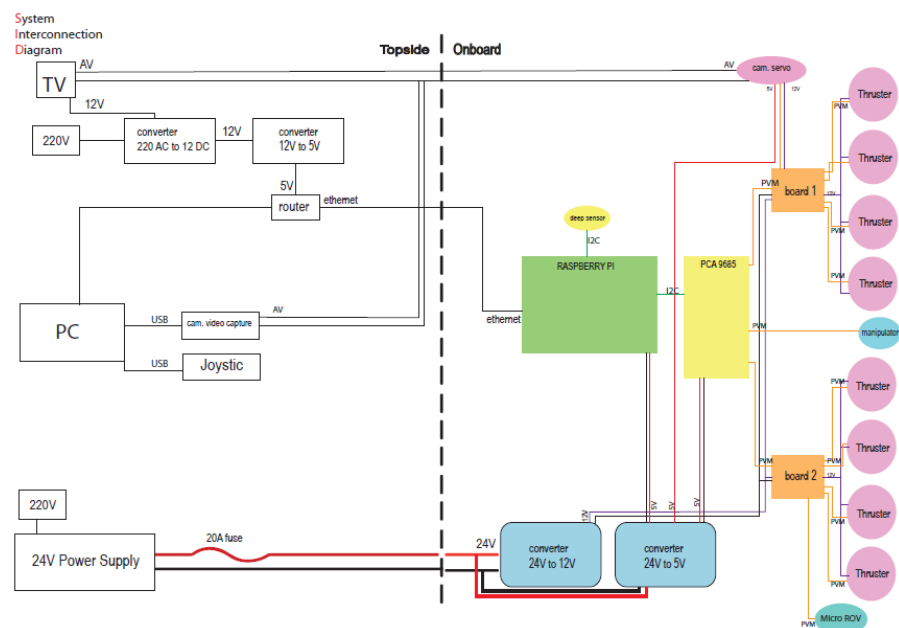 System
Interconnection
Diagram
Topside
Onboard
AV
TV
12V
220V
converter
220 AC to 12 DC
12V
converter
12V to 5V
5V
router
ethernet
PC
USB
cam. video capture
AV
USB
Joystic
220V
24V Power Supply
20A fuse
24V
AV
cam. servo
5V
12V
deep sensor
I2C
RASPBERRY PI
ethernet
I2C
PCA 9685
PVM
board 1
12V
PVM
Thruster
PVM
Thruster
PVM
Thruster
PVM
Thruster
PVM
manipulator
PVM
board 2
12V
PVM
Thruster
PVM
Thruster
PVM
Thruster
PVM
Thruster
PVM
Micro ROV
12V
5V
5V
5V
converter
24V to 12V
converter
24V to 5V